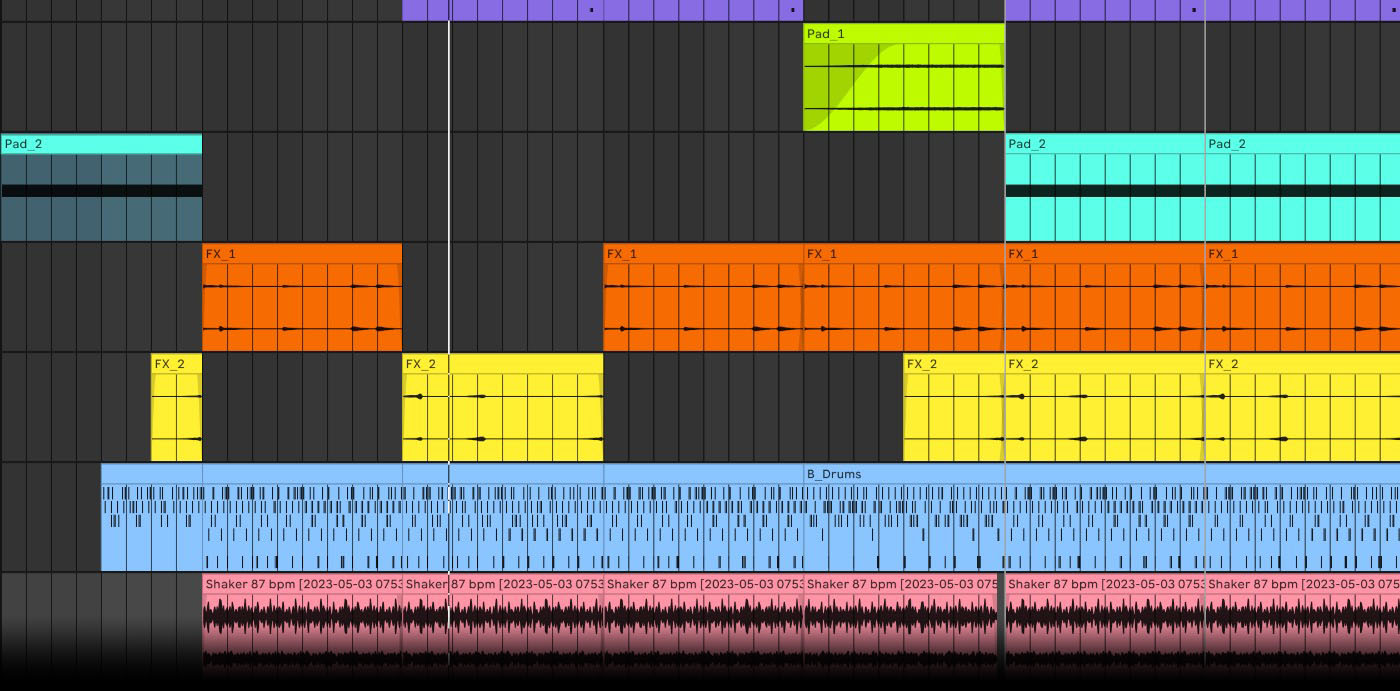 Pad_1
Pad_2
Pad_2
Pad_2
FX_1
FX_1
FX_1
FX_1
FX_1
FX_2
FX_2
FX_2
FX_2
FX_2
B_Drums
Shaker 87 bpm [2023-05-03 0753
Shaker 87 bpm [2023-05-03 0753
Shaker 87 bpm [2023-05-03 0753
Shaker 87 bpm [2023-05-03 075
Shaker 87 bpm [2023-05-03 0753
Shaker 87 bpm [2023-05-03 075